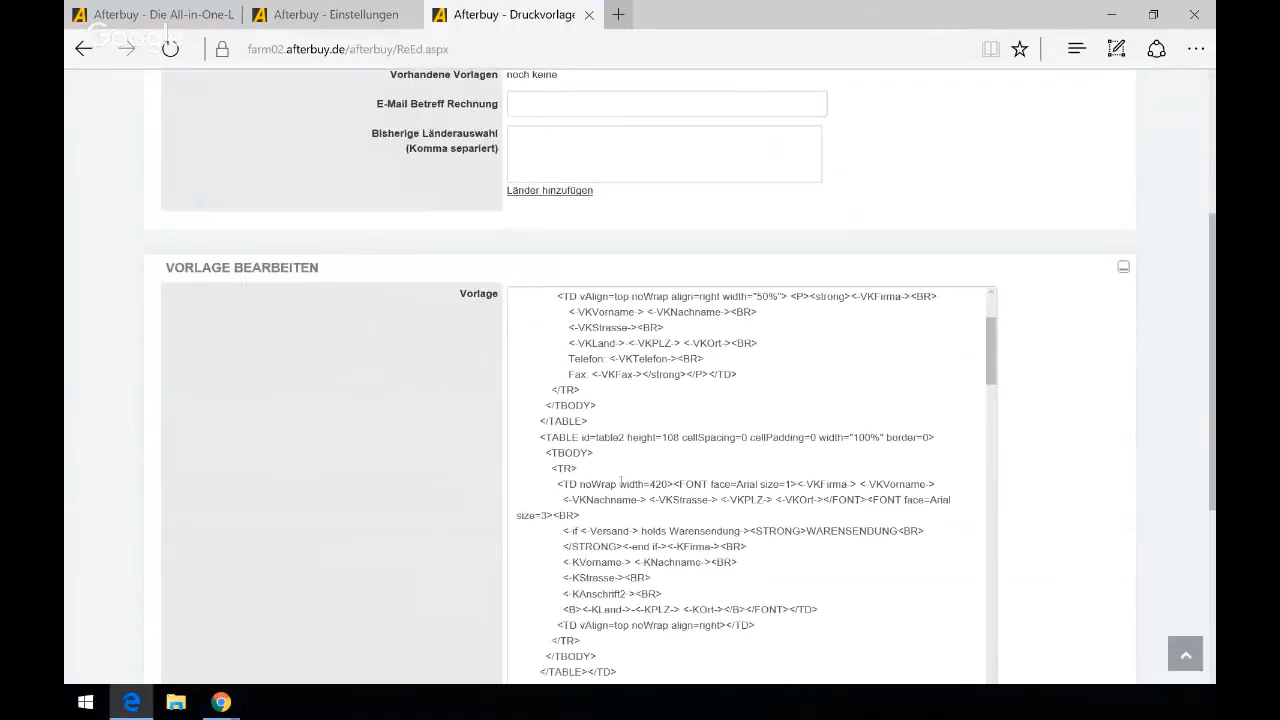 Afterbuy - Die All-in-One-L
Afterbuy - Einstellungen
Afterbuy - Druckvorlage
Google
farm02.afterbuy.de/afterbuy/ReEd.aspx
Vorhandene Vorlagen noch keine
E-Mail Betreff Rechnung
Bisherige Länderauswahl
(Komma separiert)
Länder hinzufügen
VORLAGE BEARBEITEN
Vorlage
<TD vAlign=top noWrap align=right width="50%"> <P><strong><-VKFirma-><BR>
<-VKVorname-> <-VKNachname-><BR>
<-VKStrasse-><BR>
<-VKLand->-<-VKPLZ-> <-VKOrt-><BR>
Telefon: <-VKTelefon-><BR>
Fax: <-VKFax-></strong></P></TD>
</TR>
</TBODY>
</TABLE>
<TABLE id=table2 height=108 cellSpacing=0 cellPadding=0 width="100%" border=0>
<TBODY>
<TR>
<TD noWrap width=420><FONT face=Arial size=1><-VKFirma-> <-VKVorname->
<-VKNachname-> <-VKStrasse-> <-VKPLZ-> <-VKOrt-></FONT><FONT face=Arial
size=3><BR>
<-if <-Versand-> holds Warensendung-><STRONG>WARENSENDUNG<BR>
</STRONG><-end if-><-KFirma-><BR>
<-KVorname-> <-KNachname-><BR>
<-KStrasse-><BR>
<-KAnschrift2-><BR>
<B><-KLand->-<-KPLZ-> <-KOrt-></B></FONT></TD>
<TD vAlign=top noWrap align=right></TD>
</TR>
</TBODY>
</TABLE></TD>